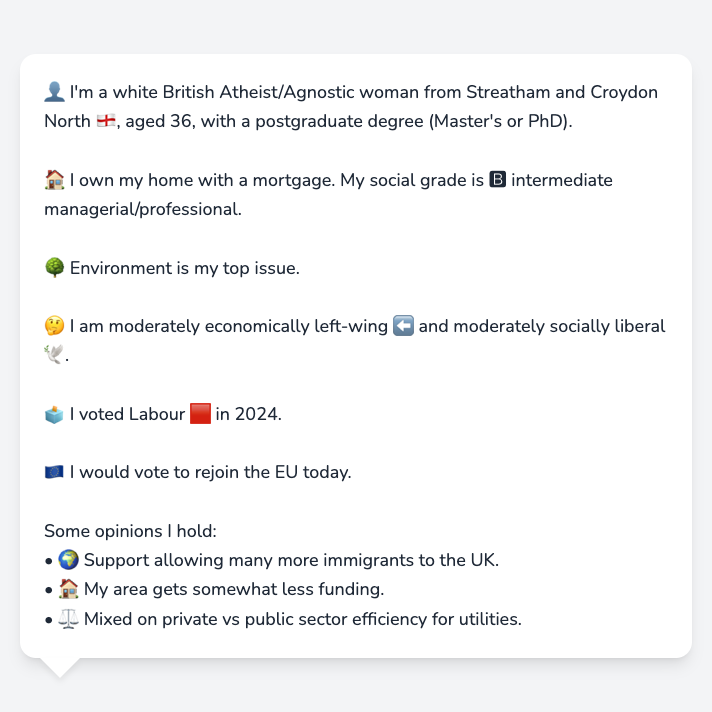 👤 I'm a white British Atheist/Agnostic woman from Streatham and Croydon
North 🏴󠁧󠁢󠁥󠁮󠁧󠁿, aged 36, with a postgraduate degree (Master's or PhD).
🏠 I own my home with a mortgage. My social grade is 🅱 intermediate
managerial/professional.
🌳 Environment is my top issue.
🤔 I am moderately economically left-wing ⬅️ and moderately socially liberal
🕊️.
🗳️ I voted Labour 🟥 in 2024.
🇪🇺 I would vote to rejoin the EU today.
Some opinions I hold:
• 🌍 Support allowing many more immigrants to the UK.
• 🏠 My area gets somewhat less funding.
• ⚖️ Mixed on private vs public sector efficiency for utilities.